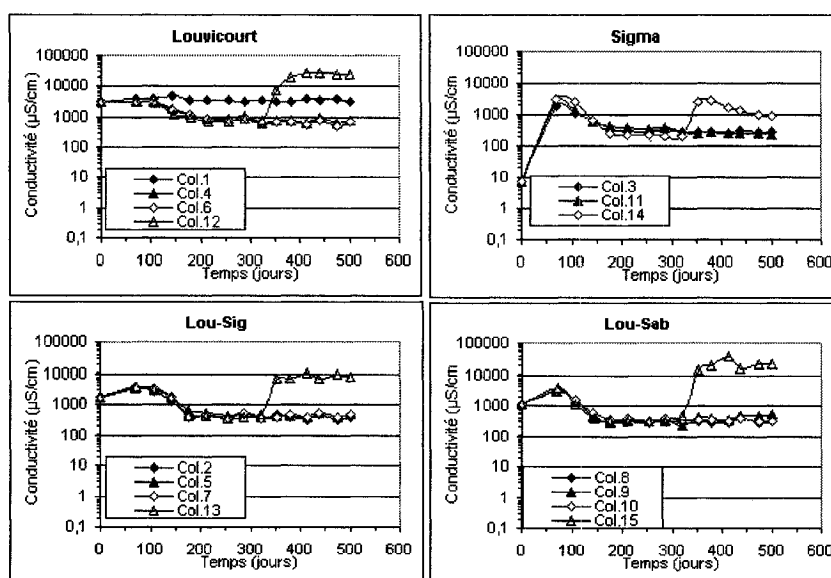 Louvicourt
Conductivité (µS/cm)
100000
10000
1000
100
10
1
0,1
Col.1
Col.4
Col.6
Col.12
0 100 200 300 400 500 600
Temps (jours)
Sigma
Conductivité (µS/cm)
100000
10000
1000
100
10
1
0,1
Col.3
Col.11
Col.14
0 100 200 300 400 500 600
Temps (jours)
Lou-Sig
Conductivité (µS/cm)
100000
10000
1000
100
10
1
0,1
Col.2
Col.5
Col.7
Col.13
0 100 200 300 400 500 600
Temps (jours)
Lou-Sab
Conductivité (µS/cm)
100000
10000
1000
100
10
1
0,1
Col.8
Col.9
Col.10
Col.15
0 100 200 300 400 500 600
Temps (jours)